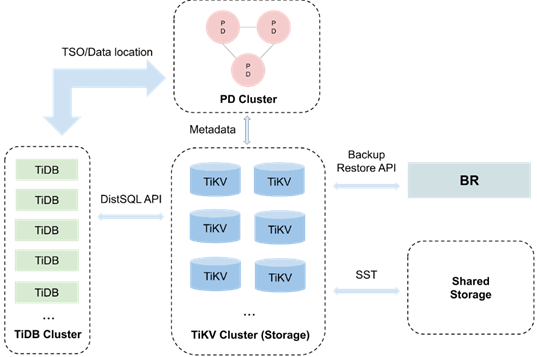 P
D
P
D
P
D
PD Cluster
TSO/Data location
Metadata
TiDB
TiDB
TiDB
TiDB
TiDB
...
TiDB Cluster
DistSQL API
TiKV
TiKV
TiKV
TiKV
TiKV
TiKV
...
TiKV Cluster (Storage)
Backup
Restore API
BR
SST
Shared
Storage